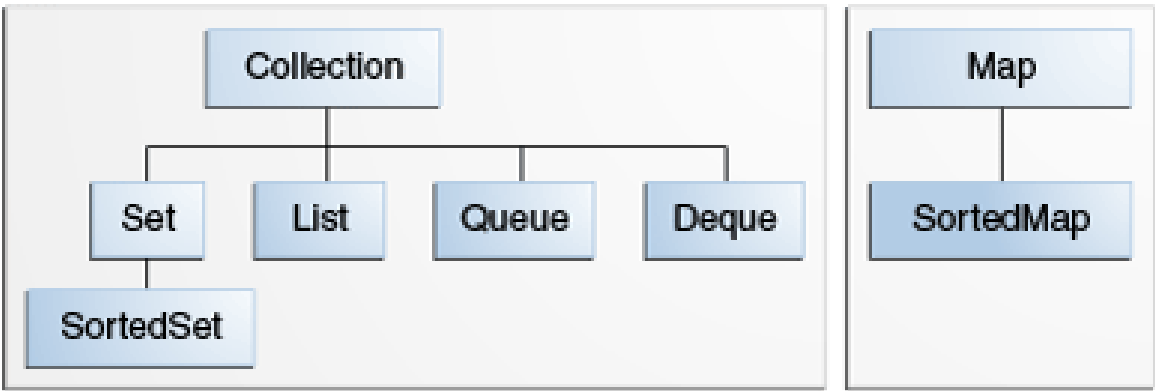 Collection
Map
Set
List
Queue
Deque
SortedMap
SortedSet